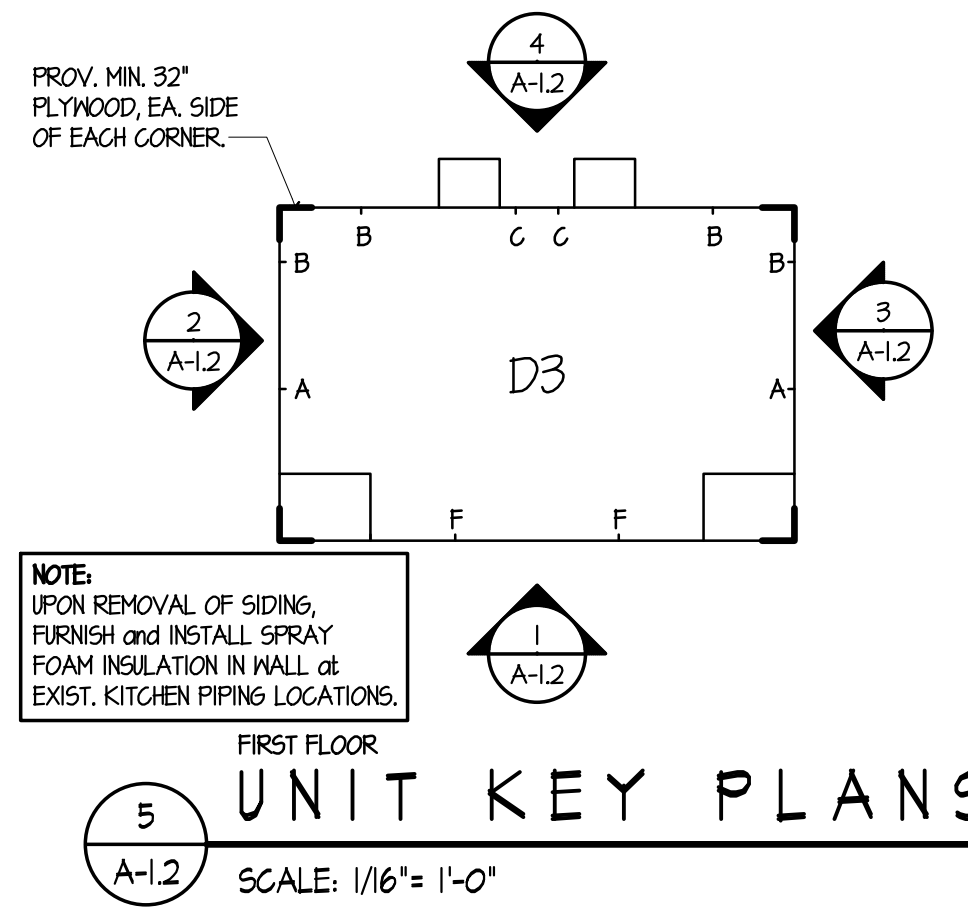 4
A-1.2
PROV. MIN. 32"
PLYWOOD, EA. SIDE
OF EACH CORNER.
B
C
C
B
B
B
2
A-1.2
3
A-1.2
D3
A
A
F
F
NOTE:
UPON REMOVAL OF SIDING,
FURNISH and INSTALL SPRAY
FOAM INSULATION IN WALL at
EXIST. KITCHEN PIPING LOCATIONS.
1
A-1.2
FIRST FLOOR
UNIT KEY PLANS
5
A-1.2
SCALE: 1/16"= 1'-0"